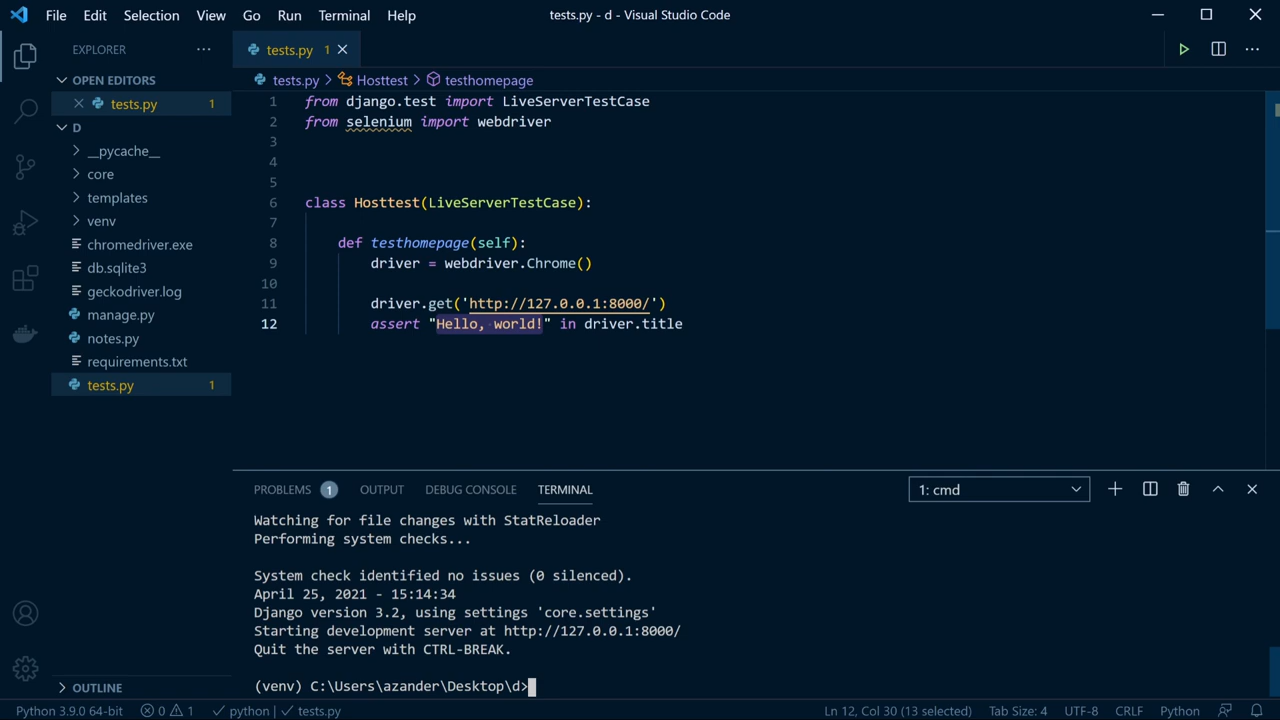 File Edit Selection View Go Run Terminal Help
tests.py - d - Visual Studio Code
EXPLORER
OPEN EDITORS
tests.py 1
D
__pycache__
core
templates
venv
chromedriver.exe
db.sqlite3
geckodriver.log
manage.py
notes.py
requirements.txt
tests.py 1
OUTLINE
tests.py 1
tests.py > Hosttest > testhomepage
1 from django.test import LiveServerTestCase
2 from selenium import webdriver
3
4
5
6 class Hosttest(LiveServerTestCase):
7
8 def testhomepage(self):
9 driver = webdriver.Chrome()
10
11 driver.get('http://127.0.0.1:8000/')
12 assert "Hello, world!" in driver.title
PROBLEMS 1 OUTPUT DEBUG CONSOLE TERMINAL
1: cmd
Watching for file changes with StatReloader
Performing system checks...
System check identified no issues (0 silenced).
April 25, 2021 - 15:14:34
Django version 3.2, using settings 'core.settings'
Starting development server at http://127.0.0.1:8000/
Quit the server with CTRL-BREAK.
(venv) C:\Users\azander\Desktop\d>
Python 3.9.0 64-bit 0 1 python | tests.py
Ln 12, Col 30 (13 selected) Tab Size: 4 UTF-8 CRLF Python